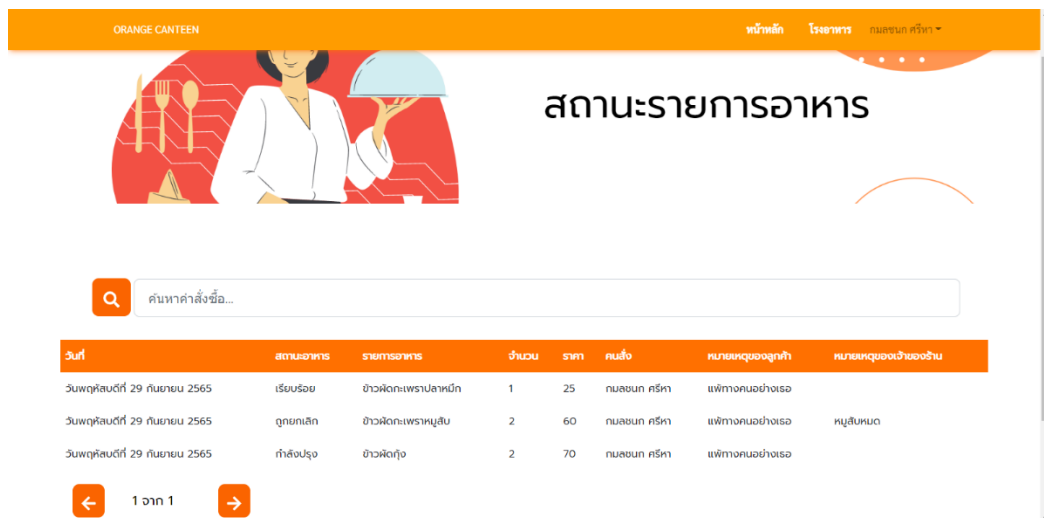 ORANGE CANTEEN หน้าหลัก โรงอาหาร กมลชนก ศรีหา
สถานะรายการอาหาร
ค้นหาคำสั่งซื้อ...
วันที่ สถานะอาหาร รายการอาหาร จำนวน ราคา คนสั่ง หมายเหตุของลูกค้า หมายเหตุของเจ้าของร้าน
วันพฤหัสบดีที่ 29 กันยายน 2565 เรียบร้อย ข้าวผัดกะเพราปลาหมึก 1 25 กมลชนก ศรีหา แพ้ทางคนอย่างเธอ
วันพฤหัสบดีที่ 29 กันยายน 2565 ถูกยกเลิก ข้าวผัดกะเพราหมูสับ 2 60 กมลชนก ศรีหา แพ้ทางคนอย่างเธอ หมูสับหมด
วันพฤหัสบดีที่ 29 กันยายน 2565 กำลังปรุง ข้าวผัดกุ้ง 2 70 กมลชนก ศรีหา แพ้ทางคนอย่างเธอ
1 จาก 1